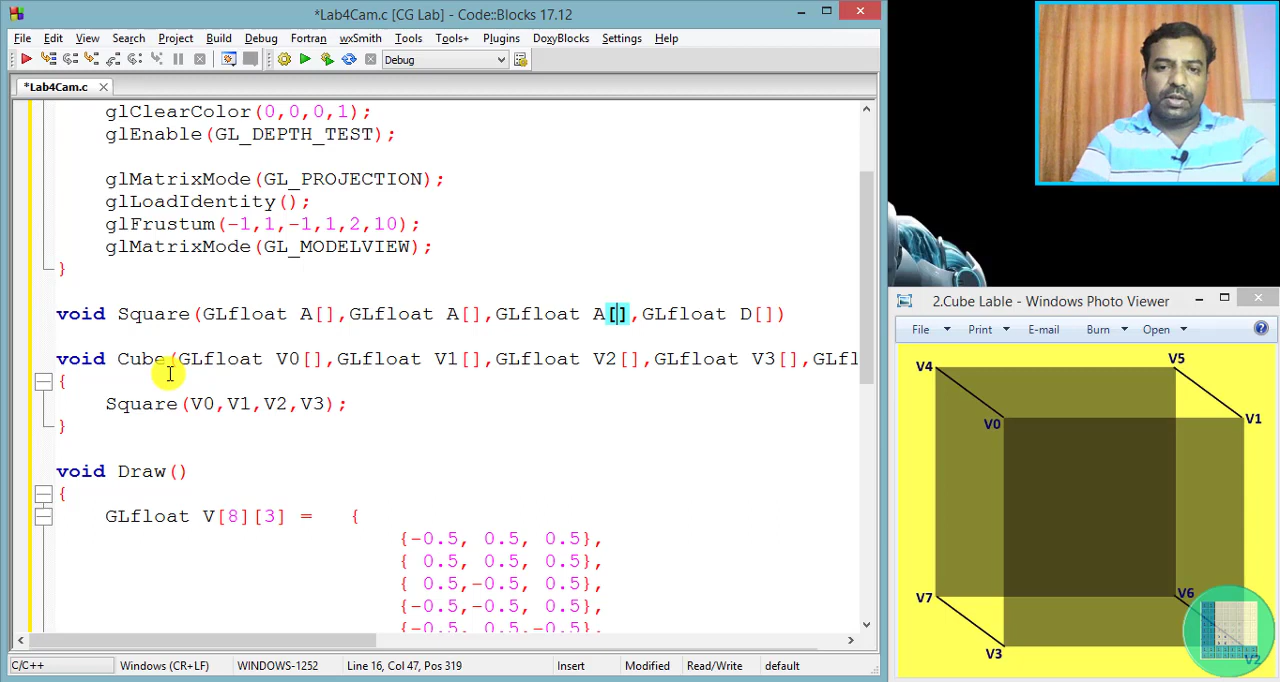 *Lab4Cam.c [CG Lab] - Code::Blocks 17.12
File Edit View Search Project Build Debug Fortran wxSmith Tools Tools+ Plugins DoxyBlocks Settings Help
Debug
*Lab4Cam.c
glClearColor(0,0,0,1);
glEnable(GL_DEPTH_TEST);
glMatrixMode(GL_PROJECTION);
glLoadIdentity();
glFrustum(-1,1,-1,1,2,10);
glMatrixMode(GL_MODELVIEW);
}
void Square(GLfloat A[],GLfloat A[],GLfloat A[],GLfloat D[])
void Cube(GLfloat V0[],GLfloat V1[],GLfloat V2[],GLfloat V3[],GLfl
{
Square(V0,V1,V2,V3);
}
void Draw()
{
GLfloat V[8][3] = {
{-0.5, 0.5, 0.5},
{ 0.5, 0.5, 0.5},
{ 0.5,-0.5, 0.5},
{-0.5,-0.5, 0.5},
{-0.5, 0.5,-0.5},
C/C++ Windows (CR+LF) WINDOWS-1252 Line 16, Col 47, Pos 319 Insert Modified Read/Write default
2.Cube Lable - Windows Photo Viewer
File Print E-mail Burn Open
V4
V5
V0
V1
V7
V6
V3
V2